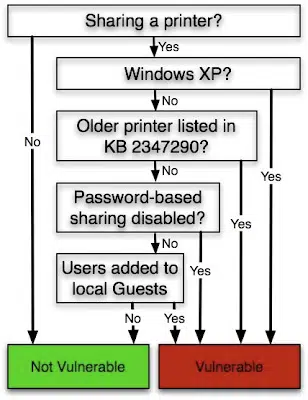 Sharing a printer?
Yes
Windows XP?
No
Older printer listed in
KB 2347290?
No
No
Yes
Password-based
sharing disabled?
Yes
No
Yes
Users added to
local Guests
No
Yes
Not Vulnerable
Vulnerable